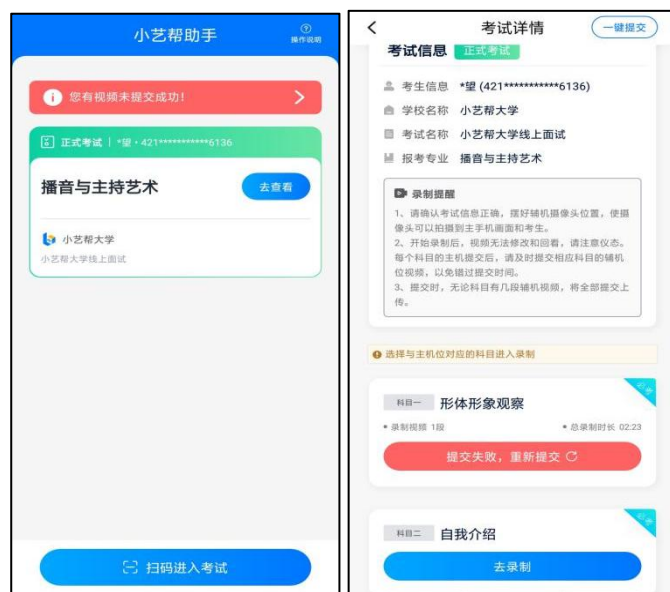 小艺帮助手
操作说明
您有视频未提交成功!
正式考试 | *望·421***********6136
播音与主持艺术
去查看
小艺帮大学
小艺帮大学线上面试
扫码进入考试
考试详情
一键提交
考试信息 正式考试
考生信息 *望 (421***********6136)
学校名称 小艺帮大学
考试名称 小艺帮大学线上面试
报考专业 播音与主持艺术
录制提醒
1、请确认考试信息正确，摆好辅机摄像头位置，使摄
像头可以拍摄到主手机画面和考生。
2、开始录制后，视频无法修改和回看，请注意仪态。
每个科目的主机提交后，请及时提交相应科目的辅机
位视频，以免错过提交时间。
3、提交时，无论科目有几段辅机视频，将全部提交上
传。
选择与主机位对应的科目进入录制
必考
科目一 形体形象观察
• 录制视频 1段 • 总录制时长 02:23
提交失败，重新提交
必考
科目二 自我介绍
去录制